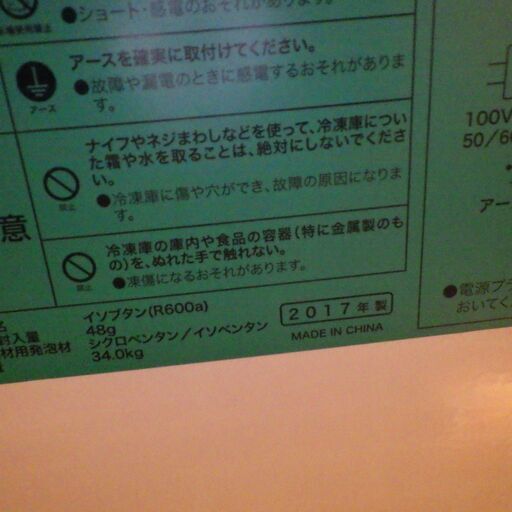 ●ショート・感電のおそれがあります。
アースを確実に取付けてください。
●故障や漏電のときに感電するおそれがありま
す。
アース
ナイフやネジまわしなどを使って、冷凍庫につい
た霜や水を取ることは、絶対にしないでくださ
い。
●冷凍庫に傷や穴ができ、故障の原因になりま
す。
禁止
意
冷凍庫の庫内や食品の容器(特に金属製のも
の)を、ぬれた手で触れない。
●凍傷になるおそれがあります。
禁止
名 イソブタン(R600a)
封入量 48g
材用発泡材 シクロペンタン/イソペンタン
量 34.0kg
2017年製
MADE IN CHINA
100V
50/60
アー
●電源プラ
おいてく